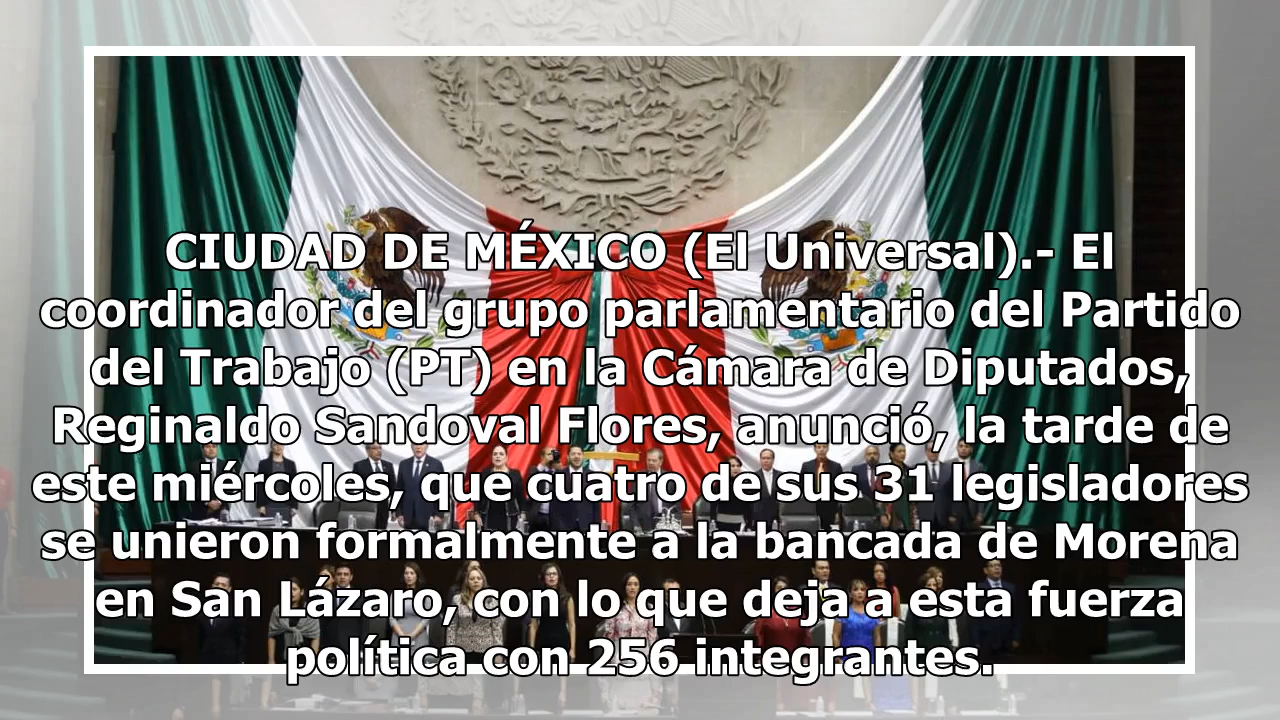 CIUDAD DE MÉXICO (El Universal).- El
coordinador del grupo parlamentario del Partido
del Trabajo (PT) en la Cámara de Diputados,
Reginaldo Sandoval Flores, anunció, la tarde de
este miércoles, que cuatro de sus 31 legisladores
se unieron formalmente a la bancada de Morena
en San Lázaro, con lo que deja a esta fuerza
política con 256 integrantes.